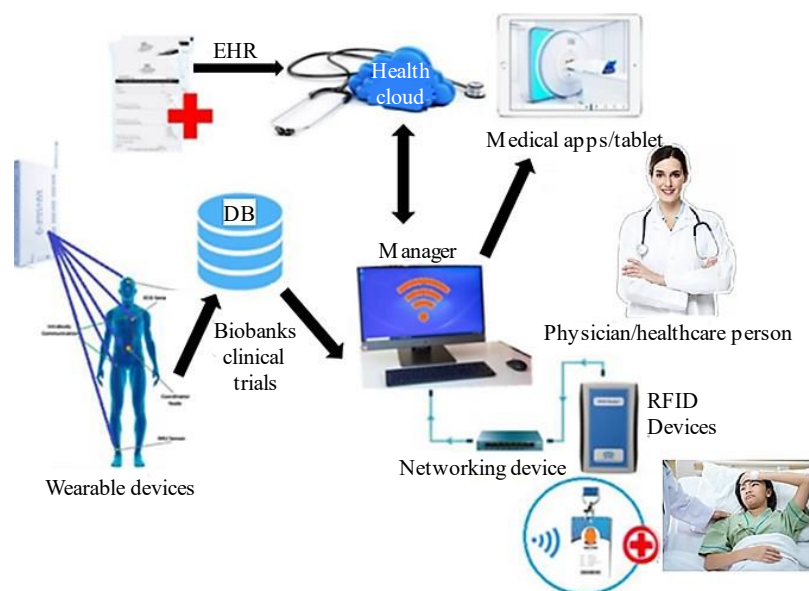 EHR
Health
cloud
Medical apps/tablet
DB
Manager
Biobanks
clinical
trials
Physician/healthcare person
RFID
Devices
Networking device
Wearable devices